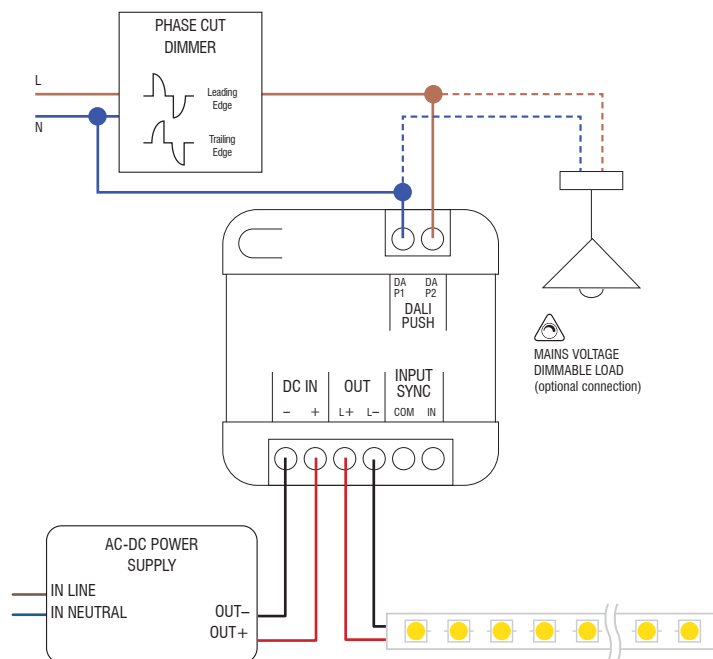 PHASE CUT
DIMMER
L
Leading
Edge
N
Trailing
Edge
DA DA
P1 P2
DALI
PUSH
MAINS VOLTAGE
DIMMABLE LOAD
(optional connection)
DC IN OUT INPUT
SYNC
− + L+ L− COM IN
AC-DC POWER
SUPPLY
IN LINE
IN NEUTRAL
OUT−
OUT+